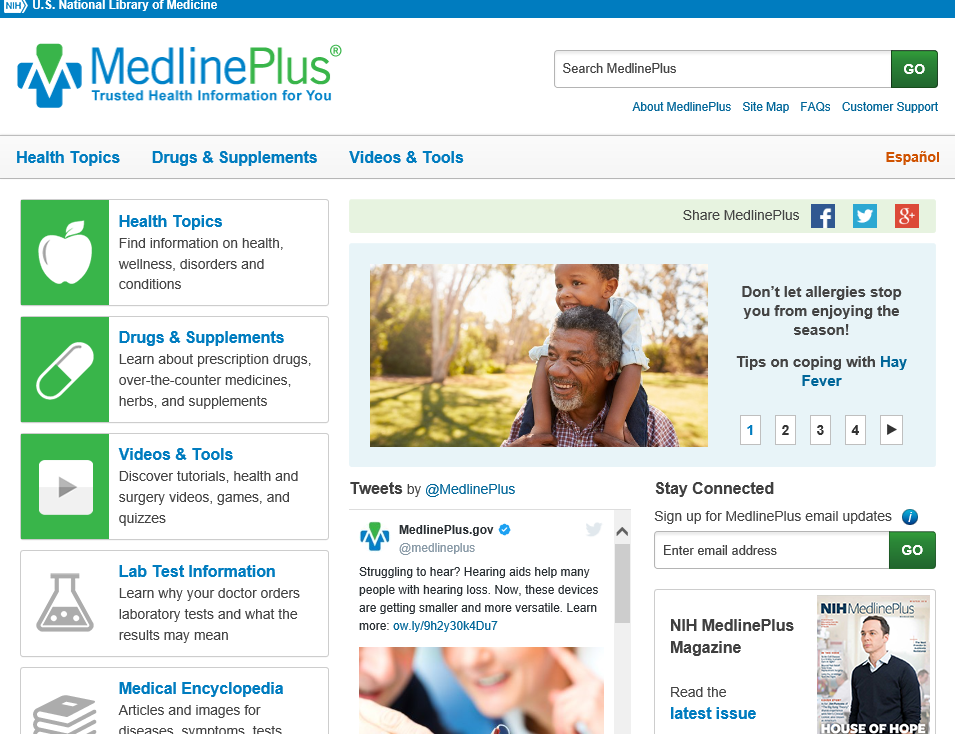 NIH U.S. National Library of Medicine
MedlinePlus®
Trusted Health Information for You
Search MedlinePlus
GO
About MedlinePlus Site Map FAQs Customer Support
Health Topics Drugs & Supplements Videos & Tools Español
Health Topics
Find information on health,
wellness, disorders and
conditions
Drugs & Supplements
Learn about prescription drugs,
over-the-counter medicines,
herbs, and supplements
Videos & Tools
Discover tutorials, health and
surgery videos, games, and
quizzes
Lab Test Information
Learn why your doctor orders
laboratory tests and what the
results may mean
Medical Encyclopedia
Articles and images for
diseases, symptoms, tests,
Share MedlinePlus
Don't let allergies stop
you from enjoying the
season!
Tips on coping with Hay
Fever
1 2 3 4
Tweets by @MedlinePlus
MedlinePlus.gov
@medlineplus
Struggling to hear? Hearing aids help many
people with hearing loss. Now, these devices
are getting smaller and more versatile. Learn
more: ow.ly/9h2y30k4Du7
Stay Connected
Sign up for MedlinePlus email updates
Enter email address
GO
NIH MedlinePlus
Magazine
Read the
latest issue
NIHMedlinePlus
HOUSE OF HOPE